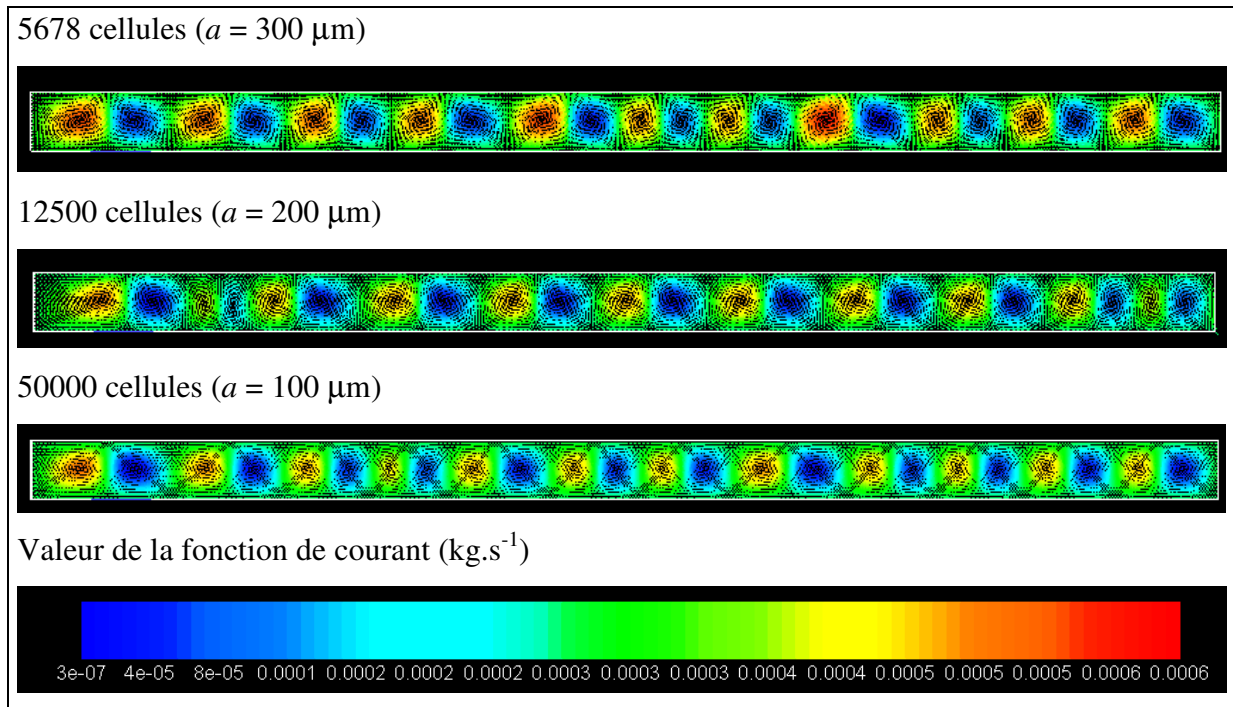 5678 cellules (a = 300 µm)
12500 cellules (a = 200 µm)
50000 cellules (a = 100 µm)
Valeur de la fonction de courant (kg.s⁻¹)
3e-07 4e-05 8e-05 0.0001 0.0002 0.0002 0.0002 0.0003 0.0003 0.0003 0.0004 0.0004 0.0005 0.0005 0.0005 0.0006 0.0006